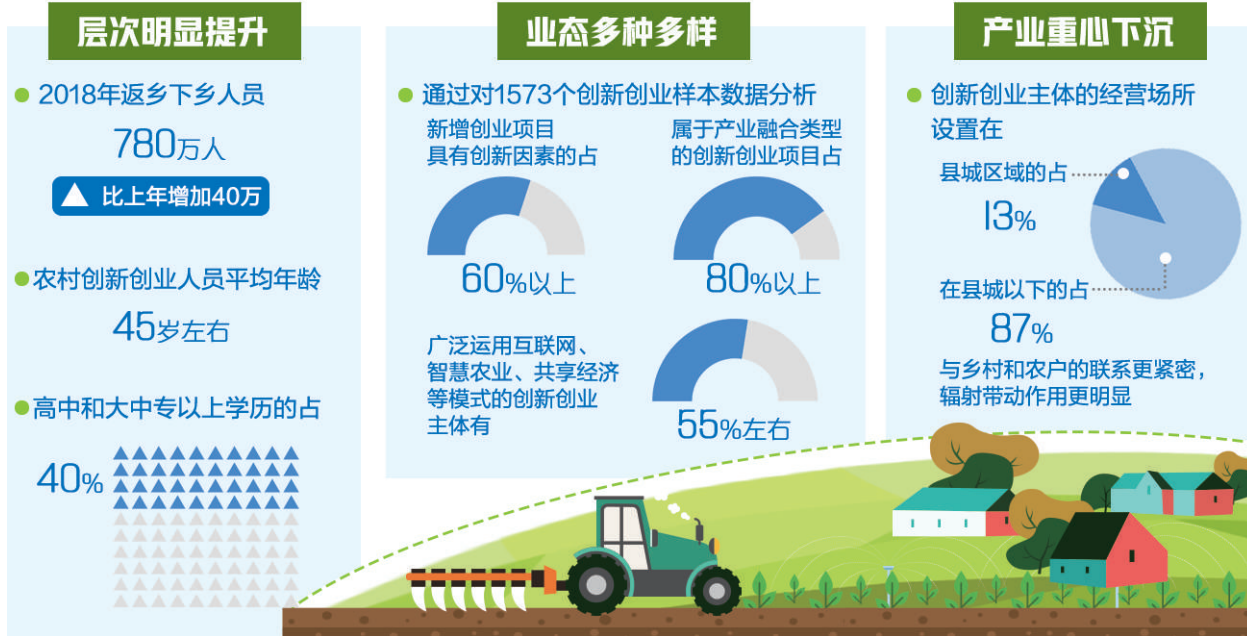 层次明显提升
2018年返乡下乡人员
780万人
比上年增加40万
农村创新创业人员平均年龄
45岁左右
高中和大中专以上学历的占
40%
业态多种多样
通过对1573个创新创业样本数据分析
新增创业项目
具有创新因素的占
60%以上
属于产业融合类型
的创新创业项目占
80%以上
广泛运用互联网、
智慧农业、共享经济
等模式的创新创业
主体有
55%左右
产业重心下沉
创新创业主体的经营场所
设置在
县城区域的占
13%
在县城以下的占
87%
与乡村和农户的联系更紧密，
辐射带动作用更明显